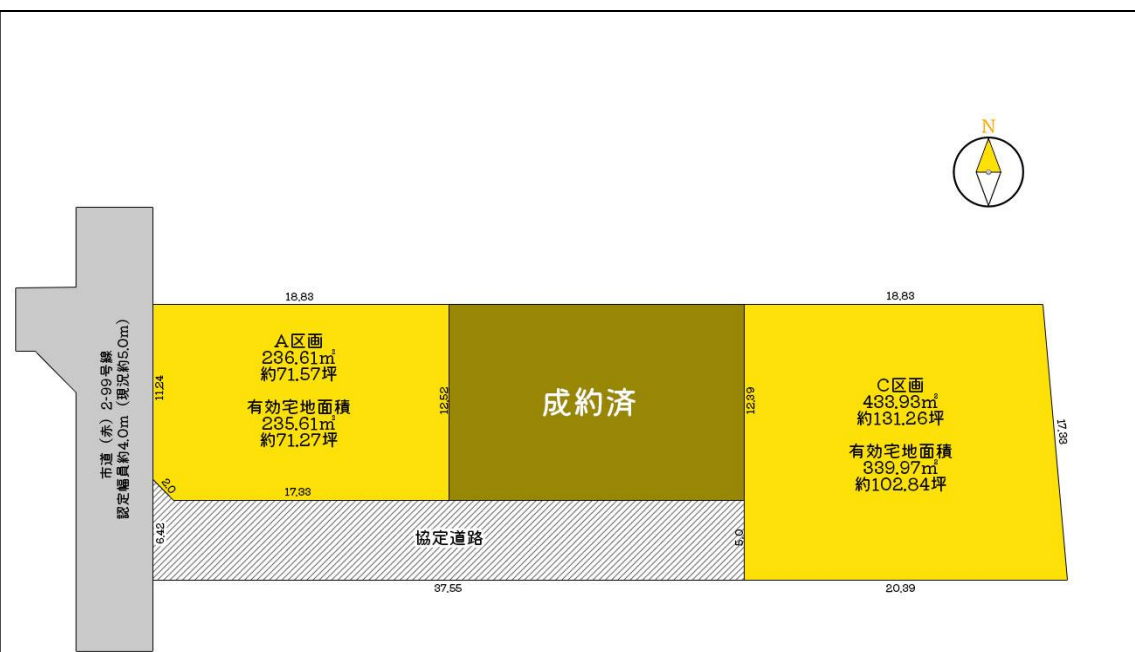 N
18.83
18.83
市道（赤）2-99号線
認定幅員約4.0m（現況約5.0m）
11.24
A区画
236.61㎡
約71.57坪
有効宅地面積
235.61㎡
約71.27坪
12.52
成約済
12.39
C区画
433.93㎡
約131.26坪
有効宅地面積
339.97㎡
約102.84坪
17.33
2.0
17.33
6.42
協定道路
5.0
37.55
20.39